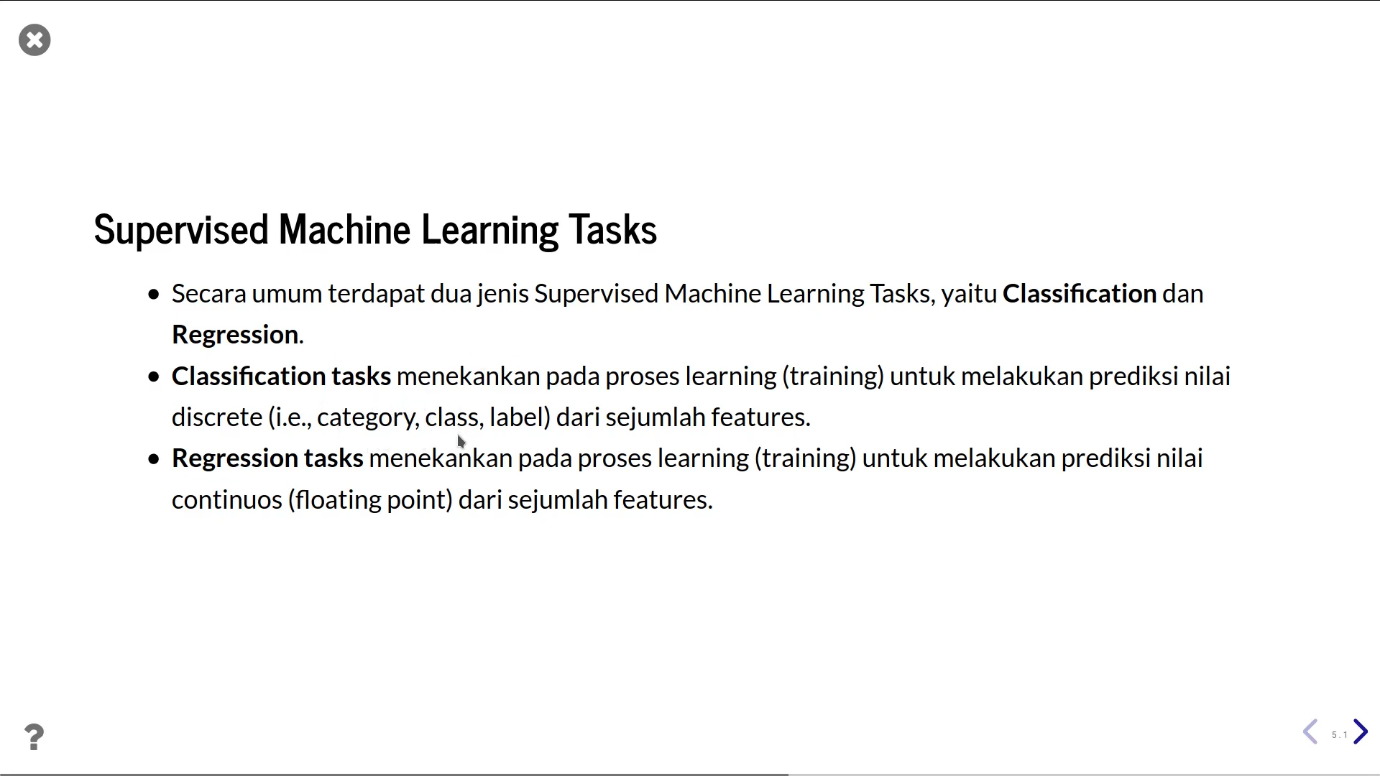 Supervised Machine Learning Tasks
• Secara umum terdapat dua jenis Supervised Machine Learning Tasks, yaitu Classification dan
Regression.
• Classification tasks menekankan pada proses learning (training) untuk melakukan prediksi nilai
discrete (i.e., category, class, label) dari sejumlah features.
• Regression tasks menekankan pada proses learning (training) untuk melakukan prediksi nilai
continuos (floating point) dari sejumlah features.
?
5.1